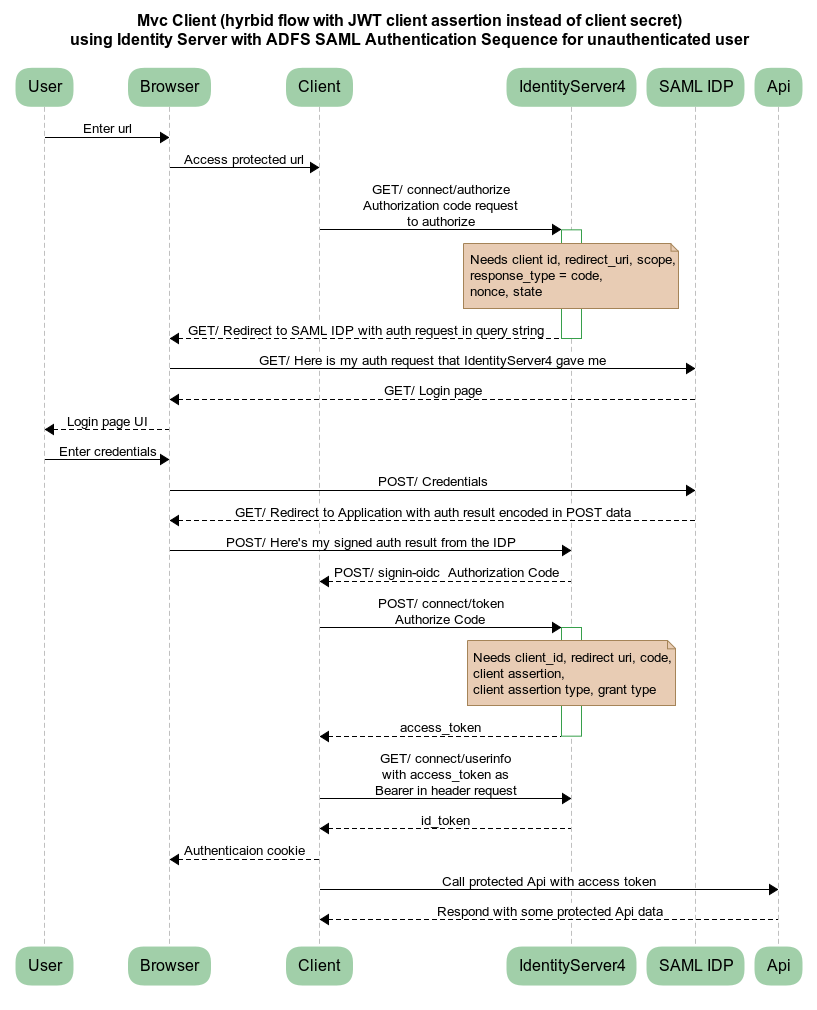 Mvc Client (hyrbid flow with JWT client assertion instead of client secret)
using Identity Server with ADFS SAML Authentication Sequence for unauthenticated user
User Browser Client IdentityServer4 SAML IDP Api
Enter url
Access protected url
GET/ connect/authorize
Authorization code request
to authorize
Needs client id, redirect_uri, scope,
response_type = code,
nonce, state
GET/ Redirect to SAML IDP with auth request in query string
GET/ Here is my auth request that IdentityServer4 gave me
GET/ Login page
Login page UI
Enter credentials
POST/ Credentials
GET/ Redirect to Application with auth result encoded in POST data
POST/ Here's my signed auth result from the IDP
POST/ signin-oidc  Authorization Code
POST/ connect/token
Authorize Code
Needs client_id, redirect uri, code,
client assertion,
client assertion type, grant type
access_token
GET/ connect/userinfo
with access_token as
Bearer in header request
id_token
Authenticaion cookie
Call protected Api with access token
Respond with some protected Api data
User Browser Client IdentityServer4 SAML IDP Api